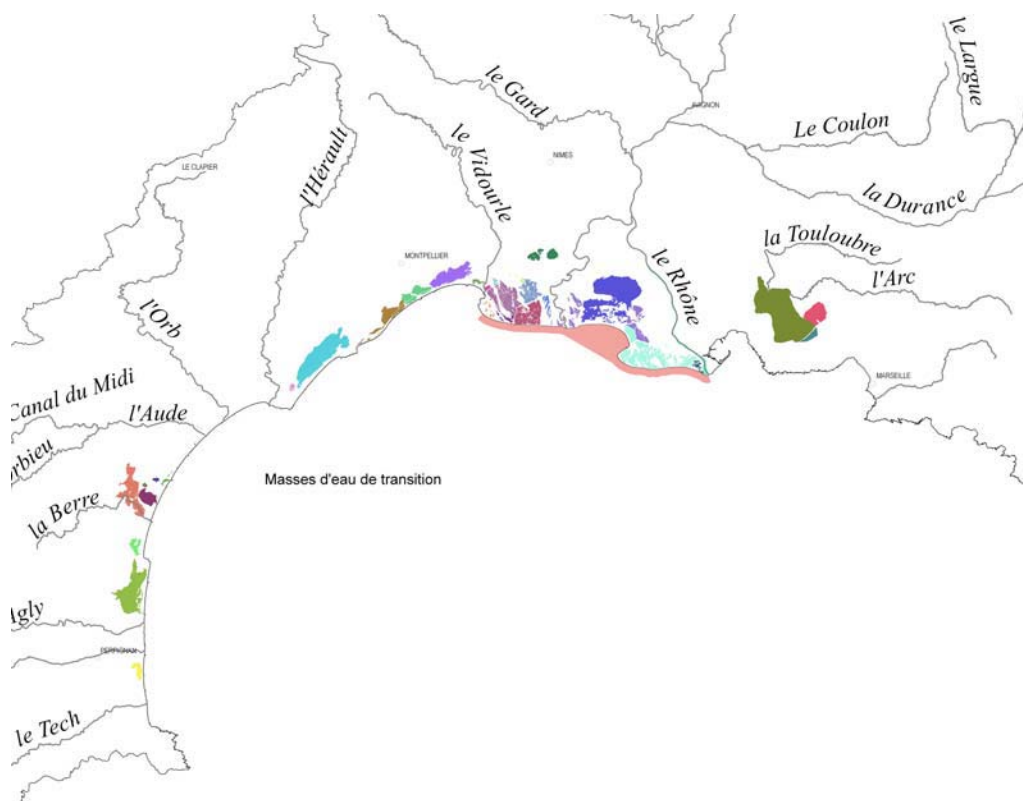 le Largue
le Gard
AVIGNON
Le Coulon
le Vidourle
NIMES
LE CLAPIER
l'Hérault
la Durance
la Touloubre
MONTPELLIER
le Rhône
l'Arc
l'Orb
MARSEILLE
Canal du Midi
l'Aude
rbieu
Masses d'eau de transition
la Berre
Agly
PERPIGNAN
le Tech